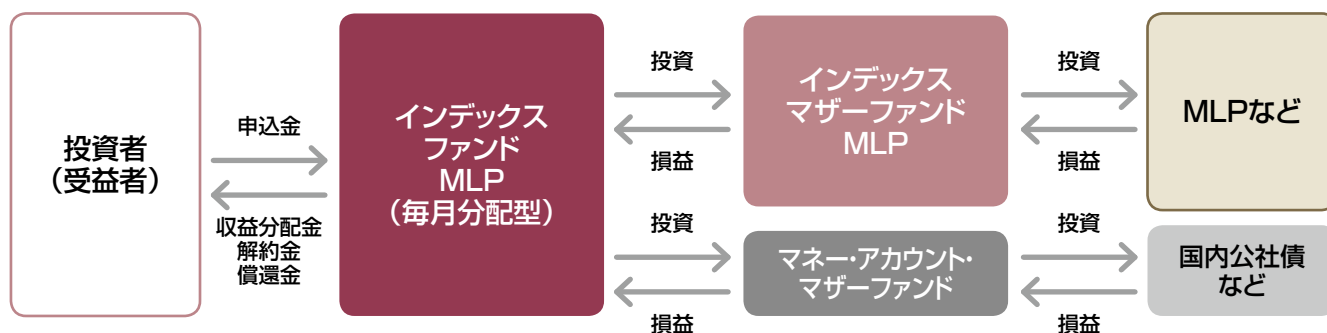 投資者
（受益者）
申込金
収益分配金
解約金
償還金
インデックス
ファンド
MLP
（毎月分配型）
投資
損益
インデックス
マザーファンド
MLP
投資
損益
MLPなど
投資
損益
マネー・アカウント・
マザーファンド
投資
損益
国内公社債
など